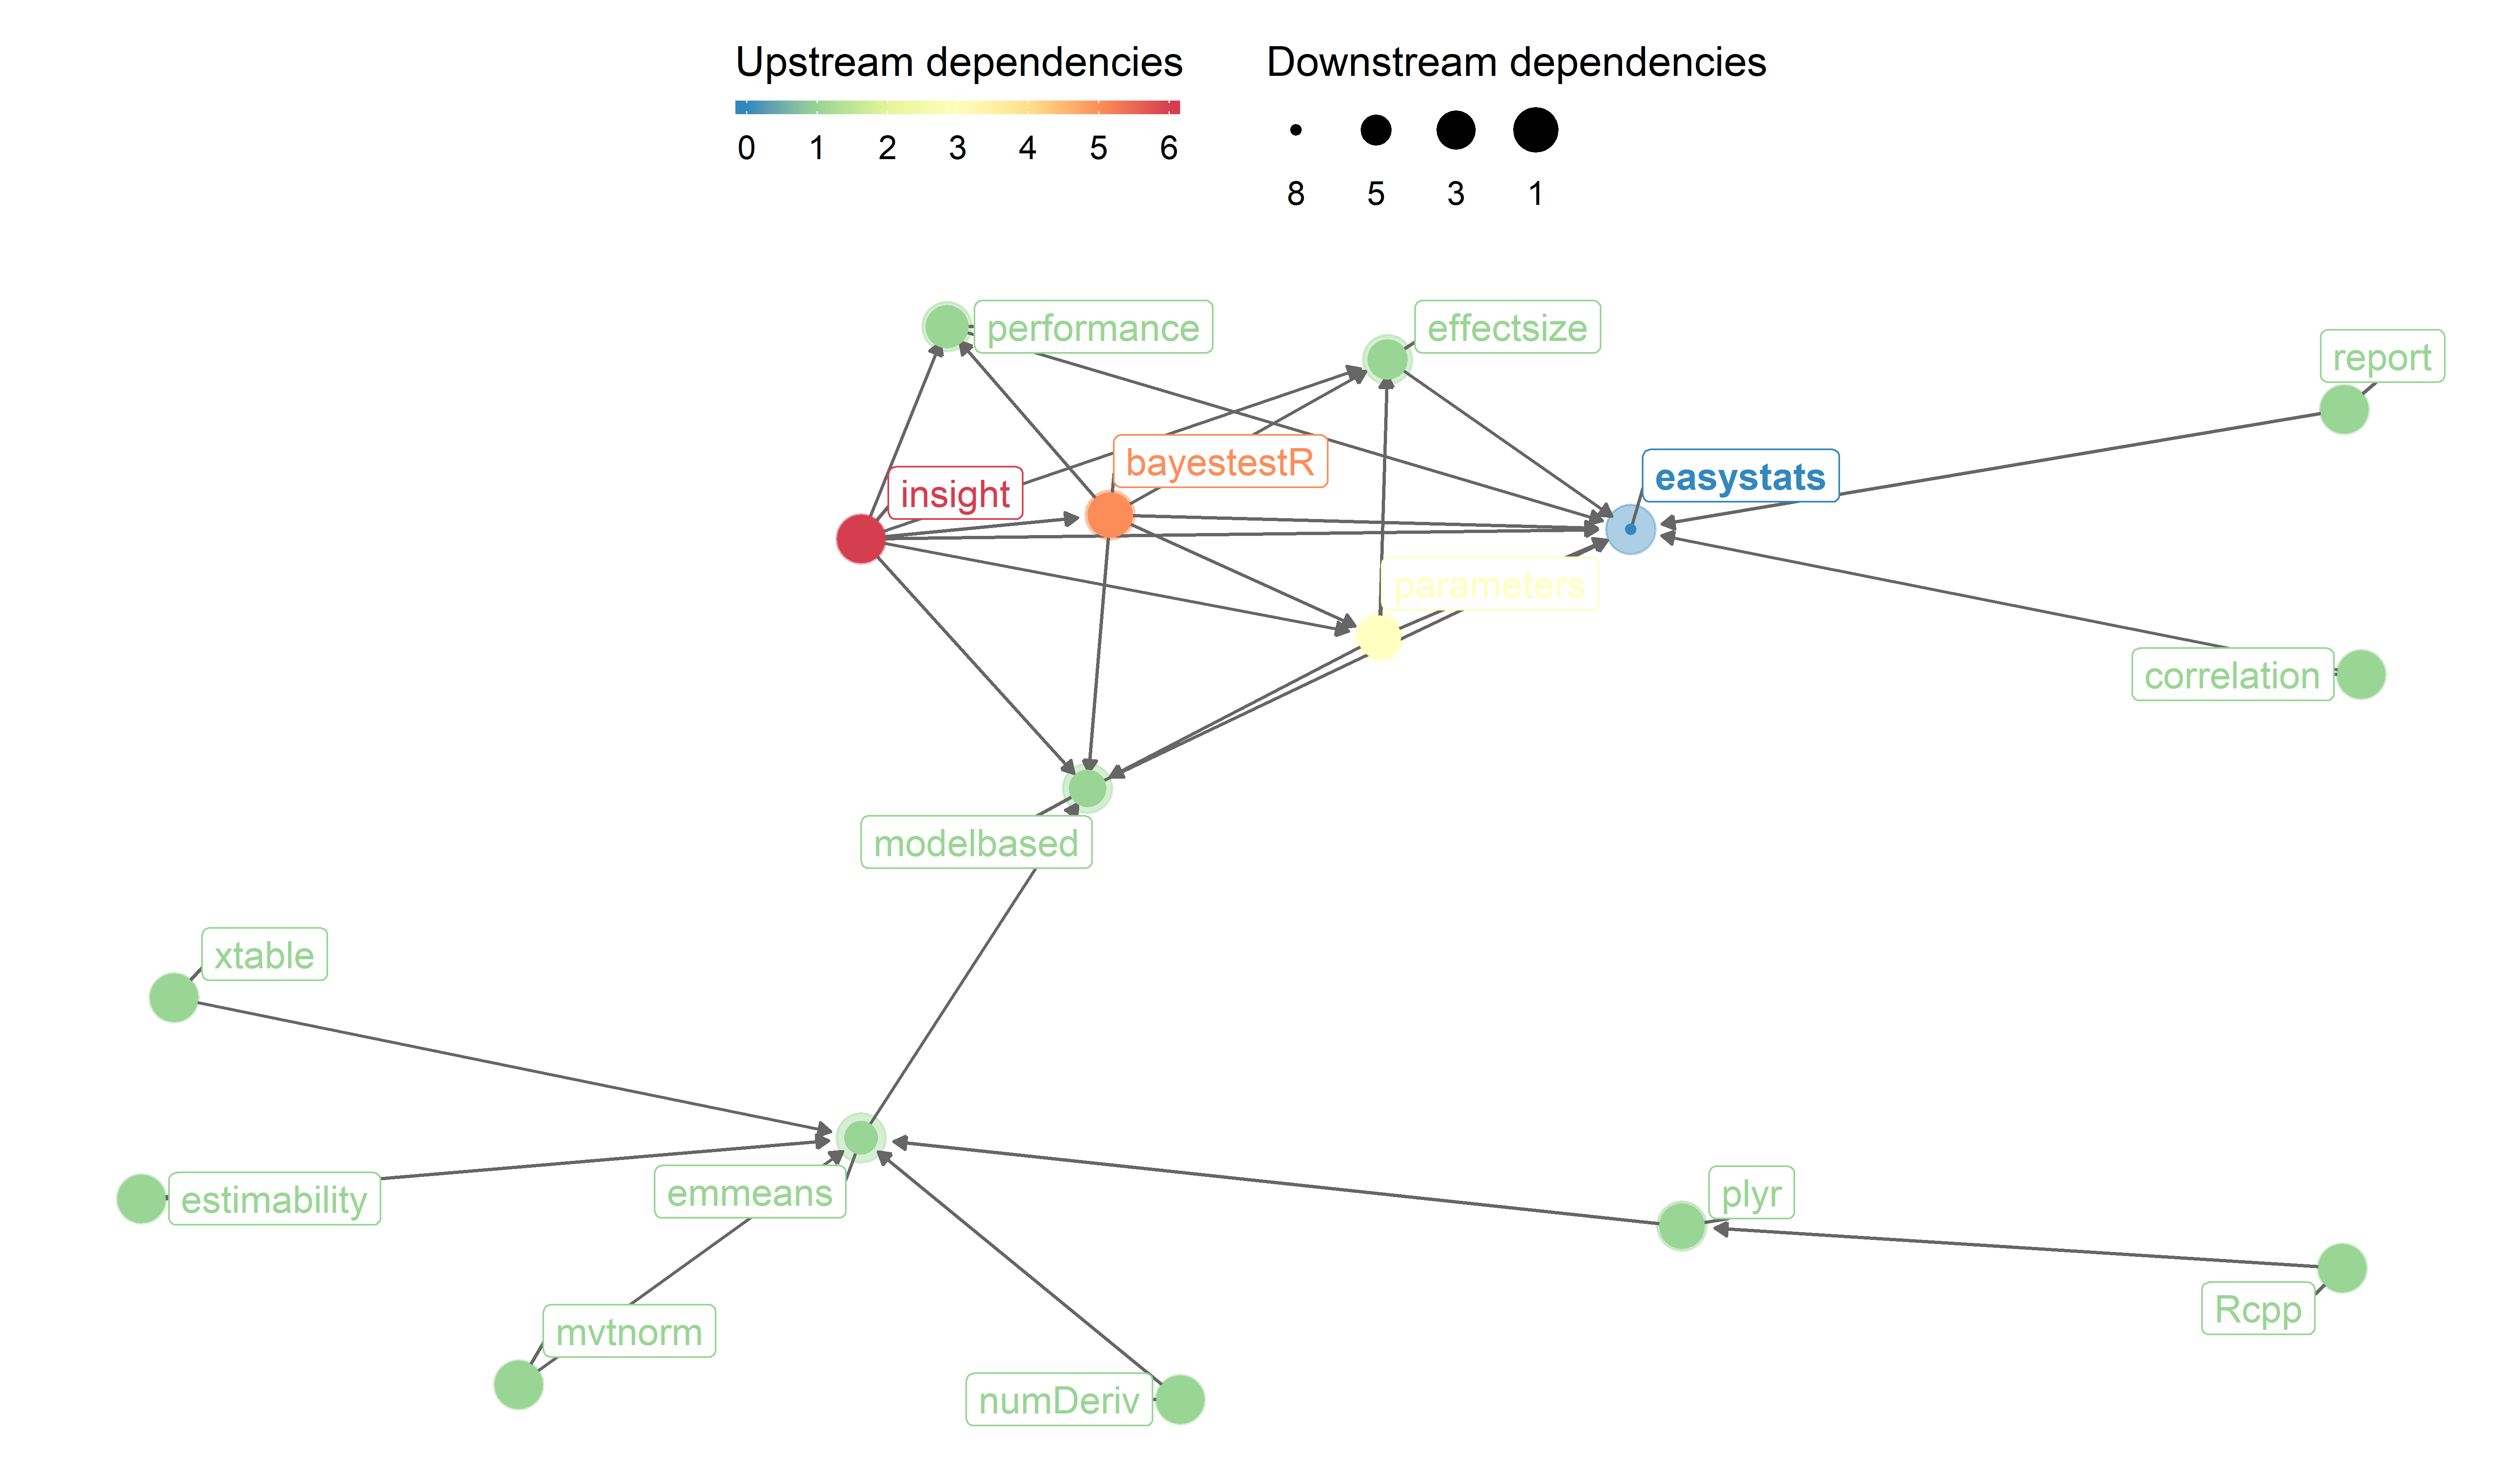 Upstream dependencies
0 1 2 3 4 5 6
Downstream dependencies
8 5 3 1
performance
effectsize
report
bayestestR
easystats
insight
parameters
correlation
modelbased
xtable
estimability
emmeans
plyr
Rcpp
mvtnorm
numDeriv